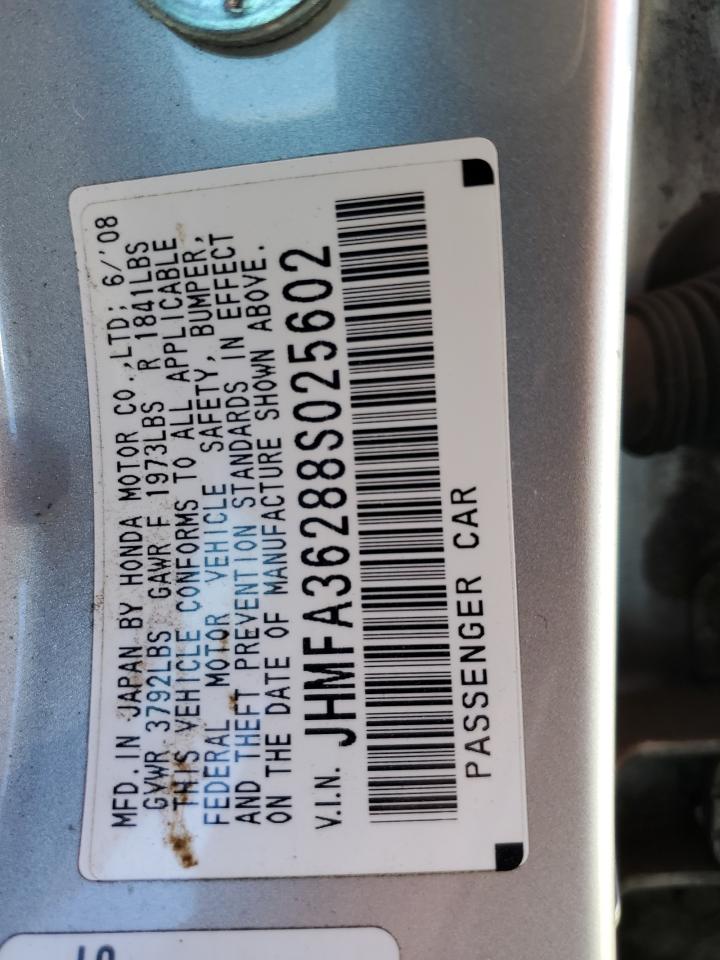 MFD. IN JAPAN BY HONDA MOTOR CO.,LTD; 6/'08
GVWR 3792LBS GAWR F 1973LBS R 1841LBS
THIS VEHICLE CONFORMS TO ALL APPLICABLE
FEDERAL MOTOR VEHICLE SAFETY, BUMPER,
AND THEFT PREVENTION STANDARDS IN EFFECT
ON THE DATE OF MANUFACTURE SHOWN ABOVE.
V.I.N. JHMFA36288S025602
PASSENGER CAR